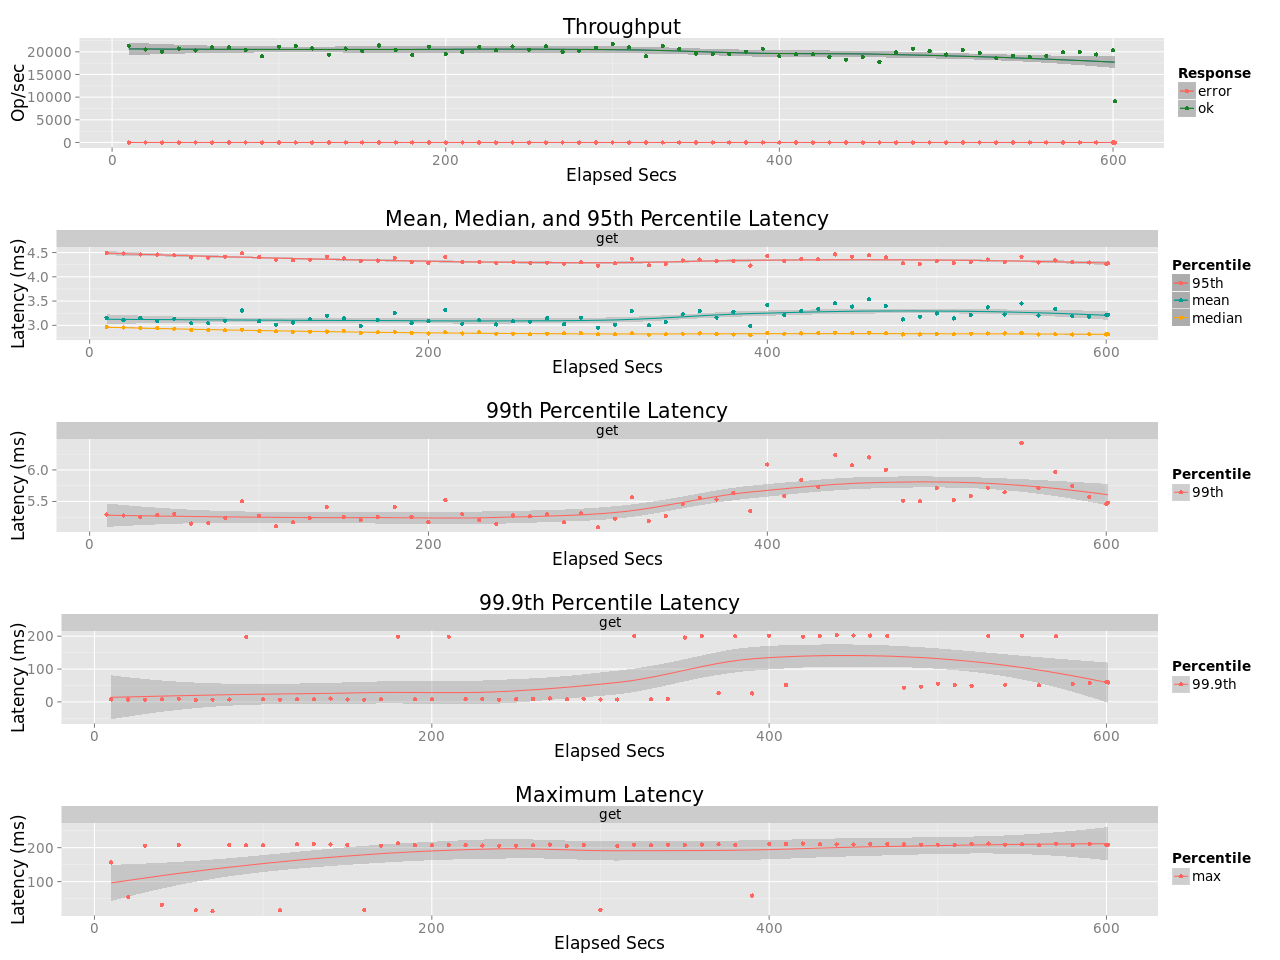 Throughput
Op/sec
20000
15000
10000
5000
0
0 200 400 600
Elapsed Secs
Response
error
ok
Mean, Median, and 95th Percentile Latency
get
Latency (ms)
4.5
4.0
3.5
3.0
0 200 400 600
Elapsed Secs
Percentile
95th
mean
median
99th Percentile Latency
get
Latency (ms)
6.0
5.5
0 200 400 600
Elapsed Secs
Percentile
99th
99.9th Percentile Latency
get
Latency (ms)
200
100
0
0 200 400 600
Elapsed Secs
Percentile
99.9th
Maximum Latency
get
Latency (ms)
200
100
0 200 400 600
Elapsed Secs
Percentile
max